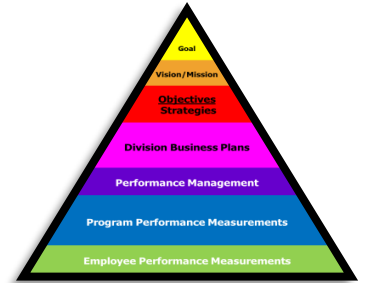 Goal
Vision/Mission
Objectives
Strategies
Division Business Plans
Performance Management
Program Performance Measurements
Employee Performance Measurements